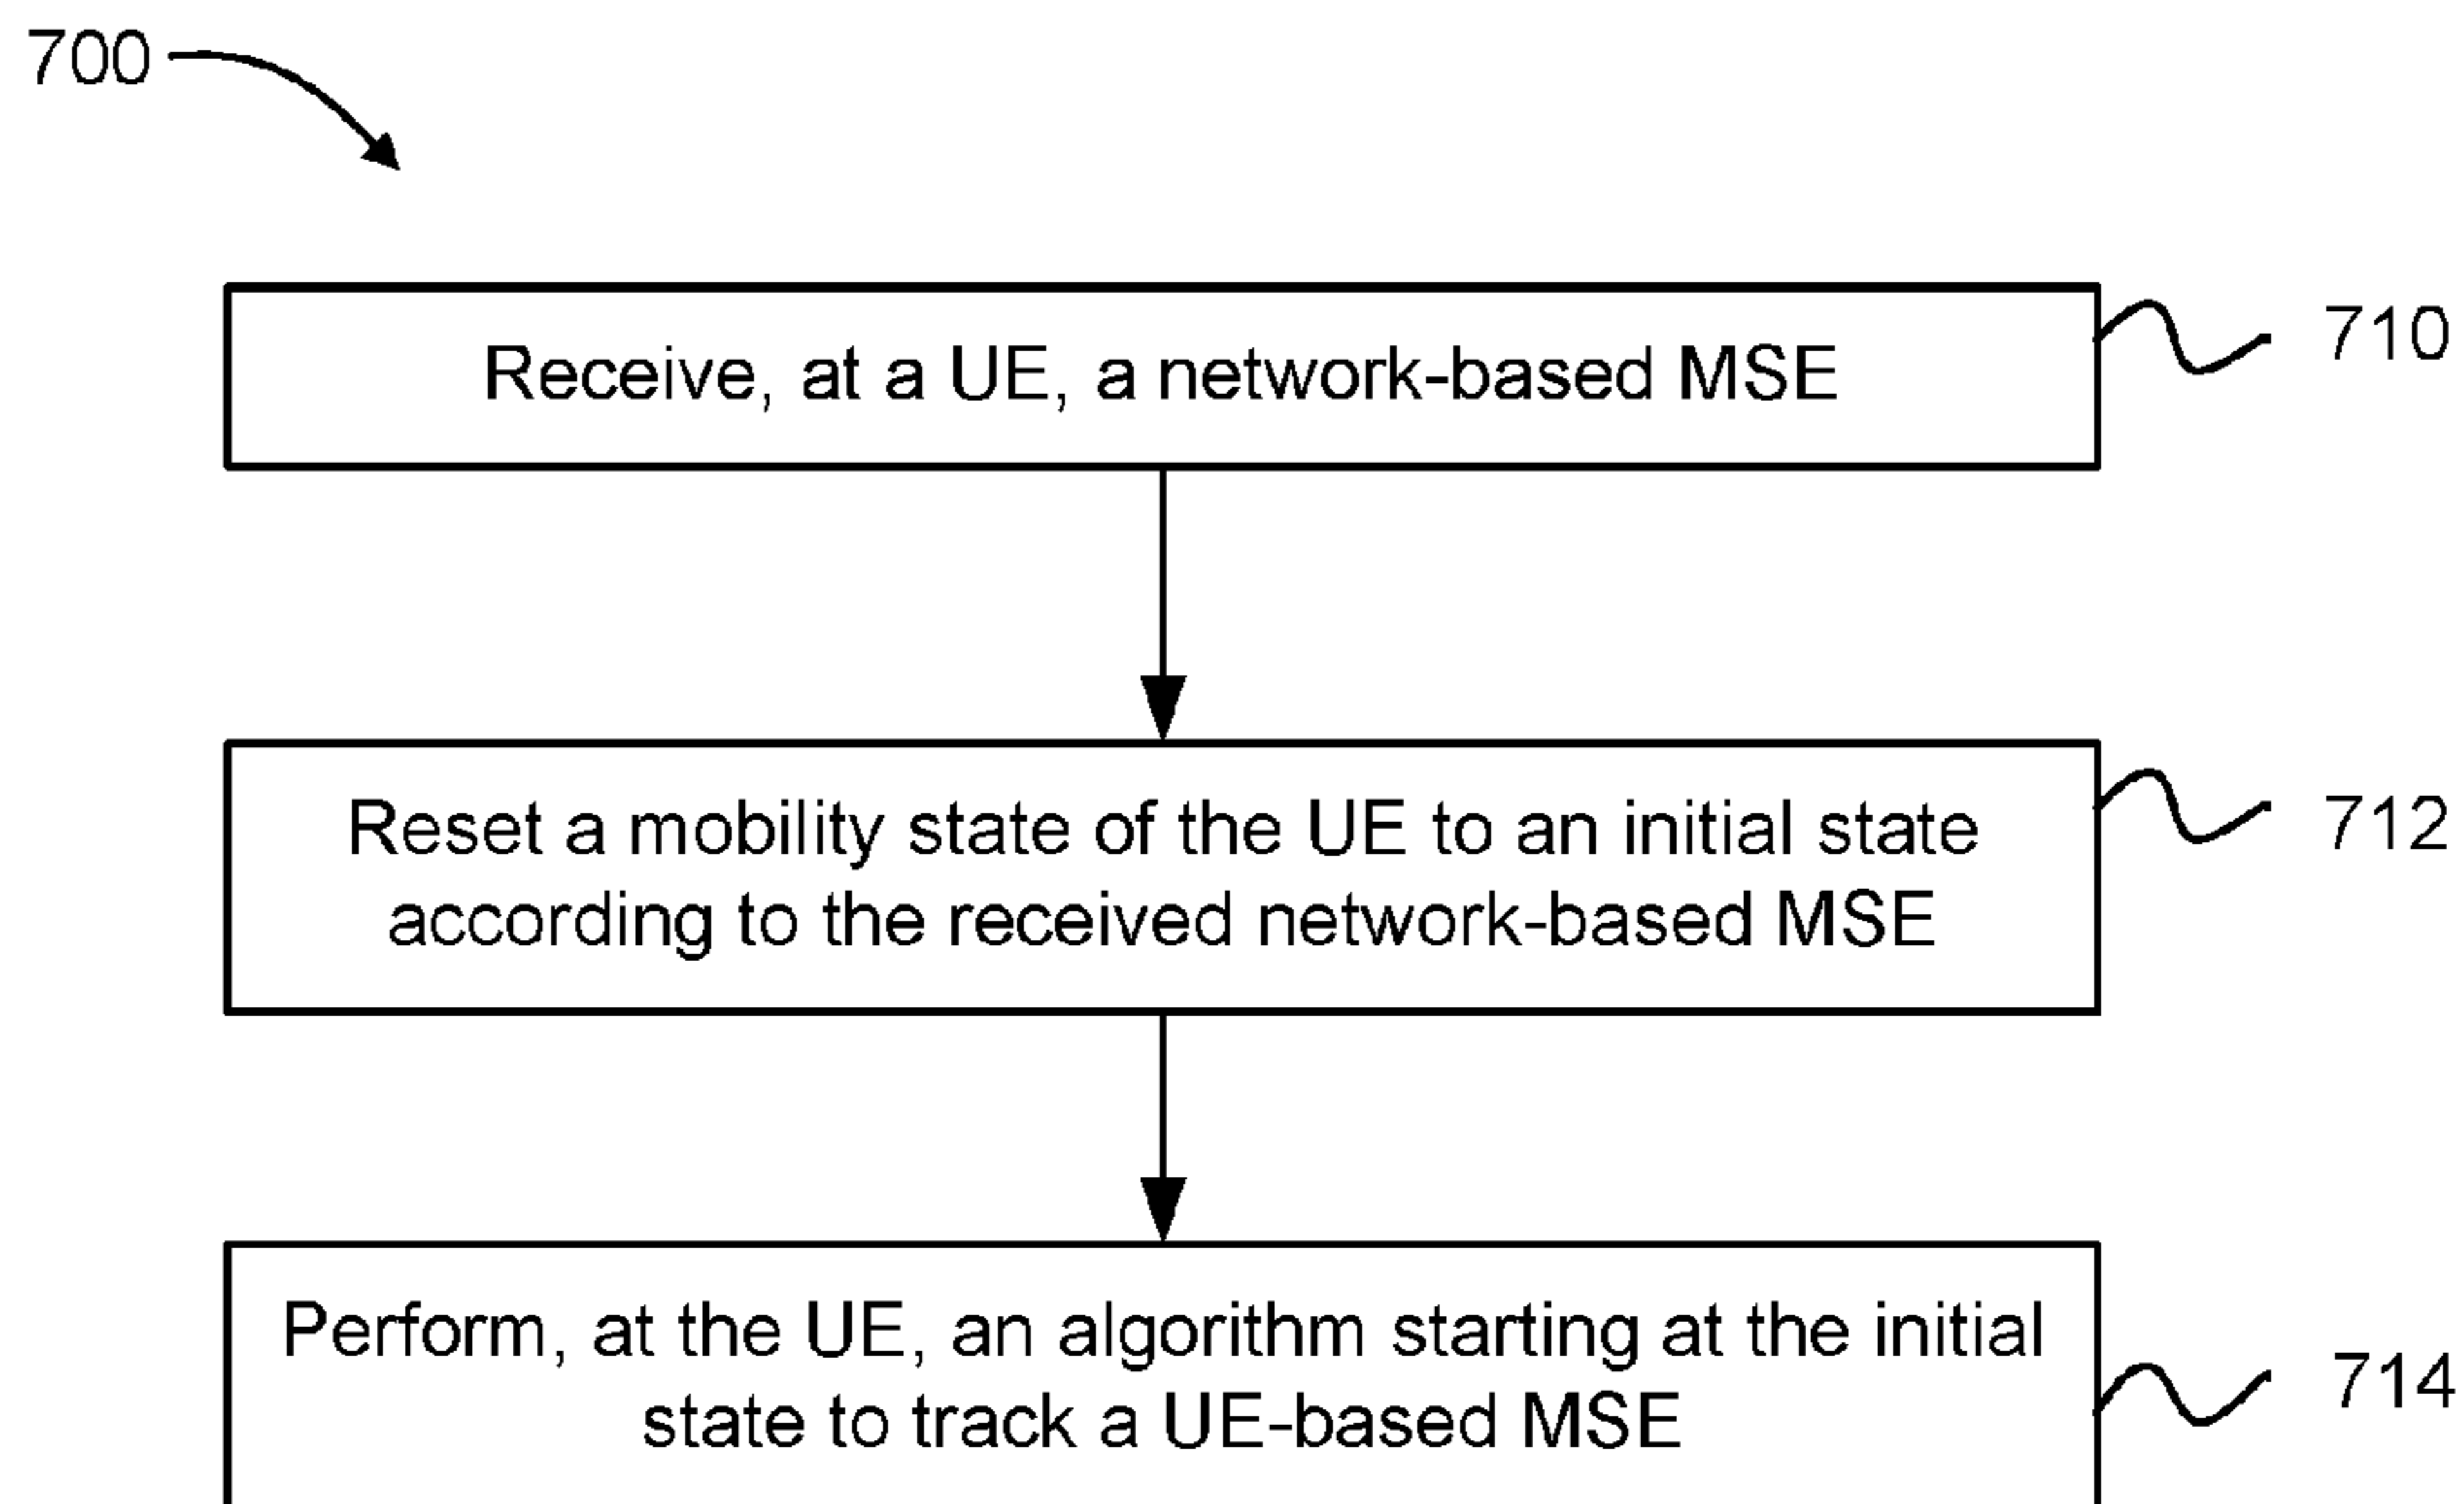 700
Receive, at a UE, a network-based MSE
710
Reset a mobility state of the UE to an initial state
according to the received network-based MSE
712
Perform, at the UE, an algorithm starting at the initial
state to track a UE-based MSE
714